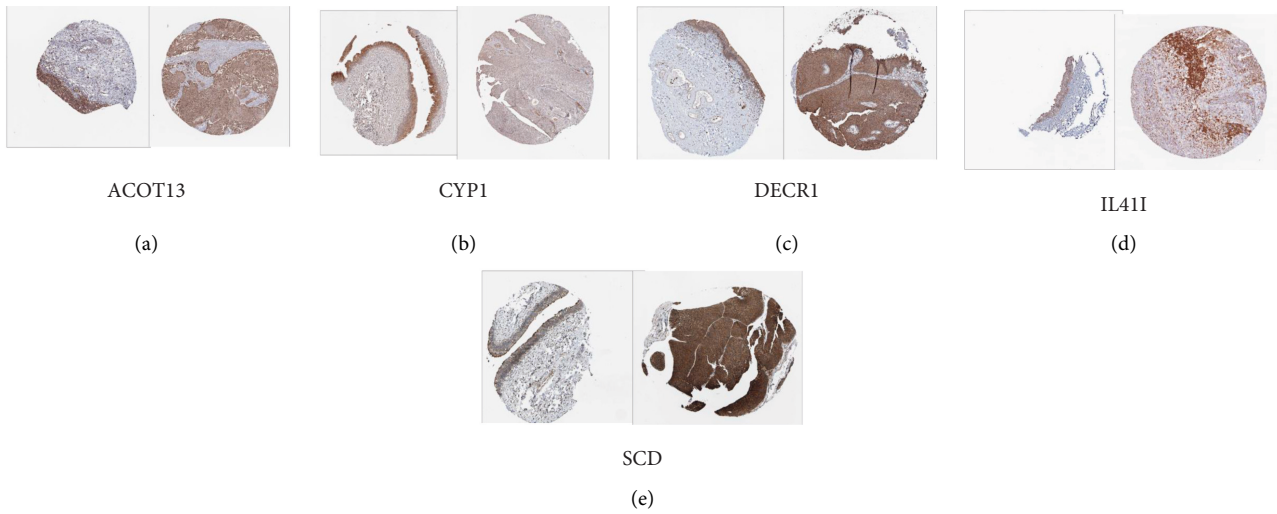 ACOT13
(a)
CYP1
(b)
DECR1
(c)
IL41I
(d)
SCD
(e)